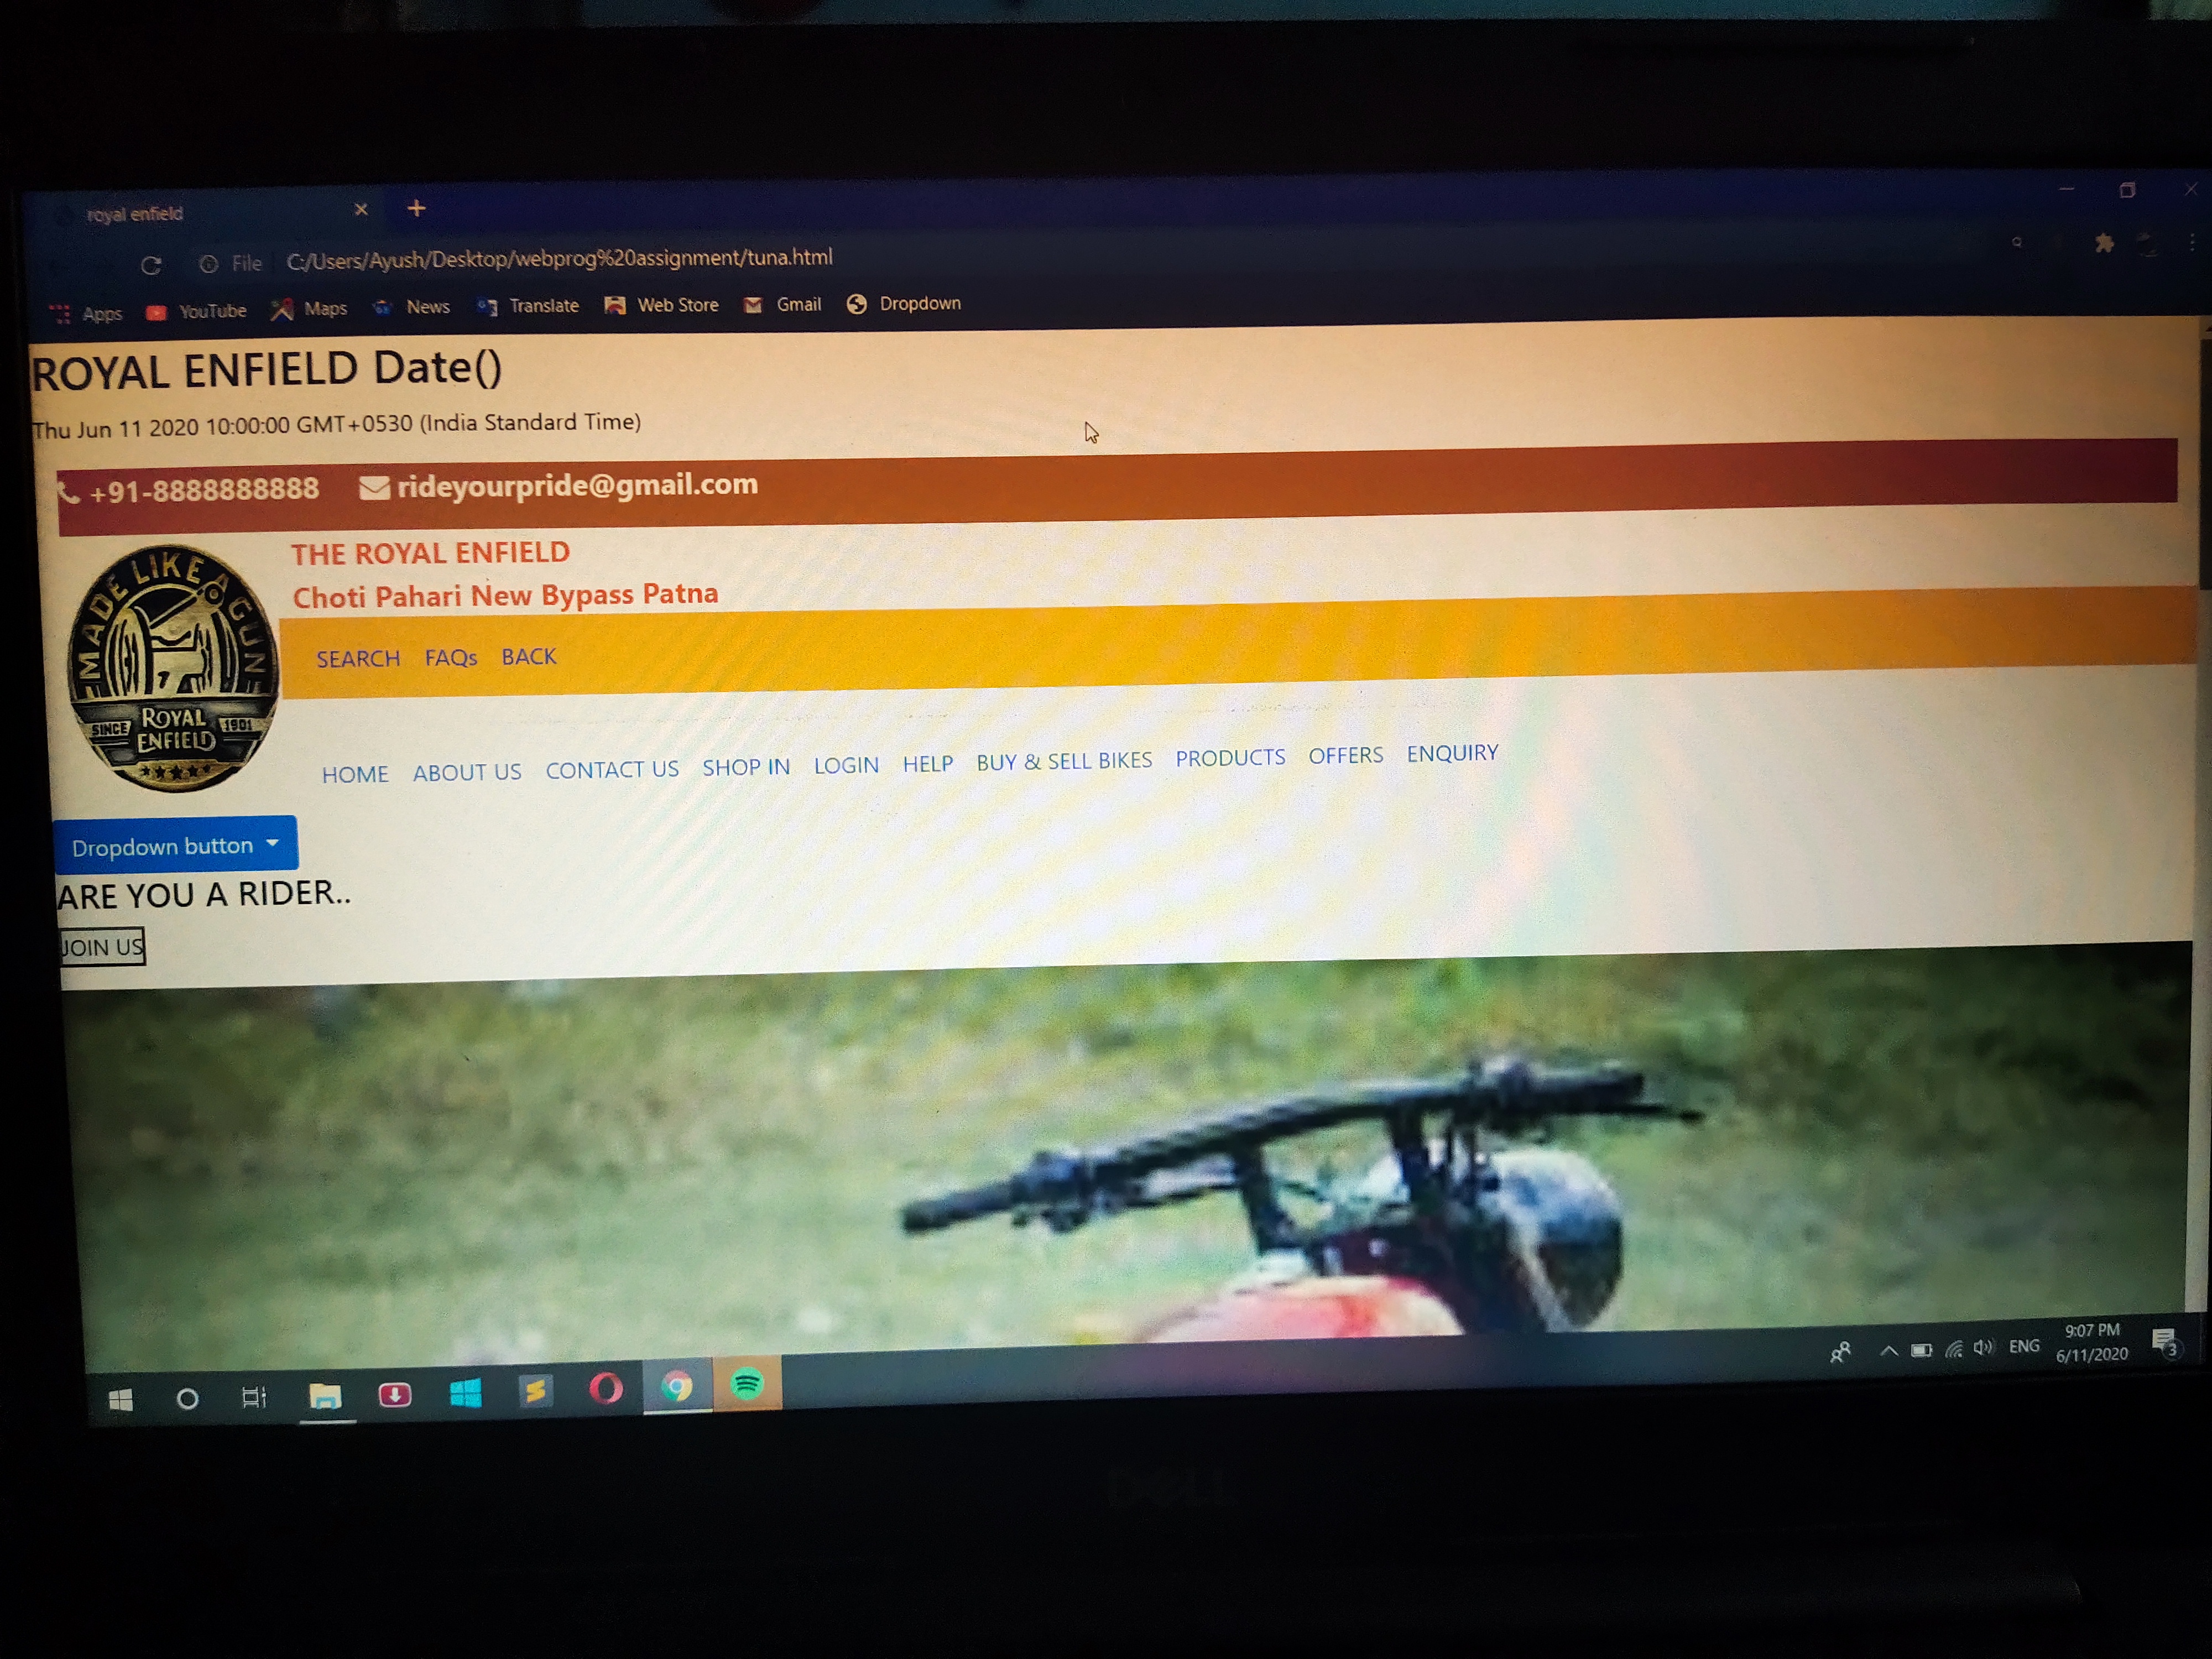 royal enfield
File C:/Users/Ayush/Desktop/webprog%20assignment/tuna.html
Apps YouTube Maps News Translate Web Store Gmail Dropdown
ROYAL ENFIELD Date()
Thu Jun 11 2020 10:00:00 GMT+0530 (India Standard Time)
+91-8888888888 rideyourpride@gmail.com
THE ROYAL ENFIELD
Choti Pahari New Bypass Patna
MADE LIKE A GUN
SINCE ROYAL ENFIELD 1901
SEARCH FAQs BACK
HOME ABOUT US CONTACT US SHOP IN LOGIN HELP BUY & SELL BIKES PRODUCTS OFFERS ENQUIRY
Dropdown button
ARE YOU A RIDER..
JOIN US
ENG
9:07 PM
6/11/2020
3
DELL